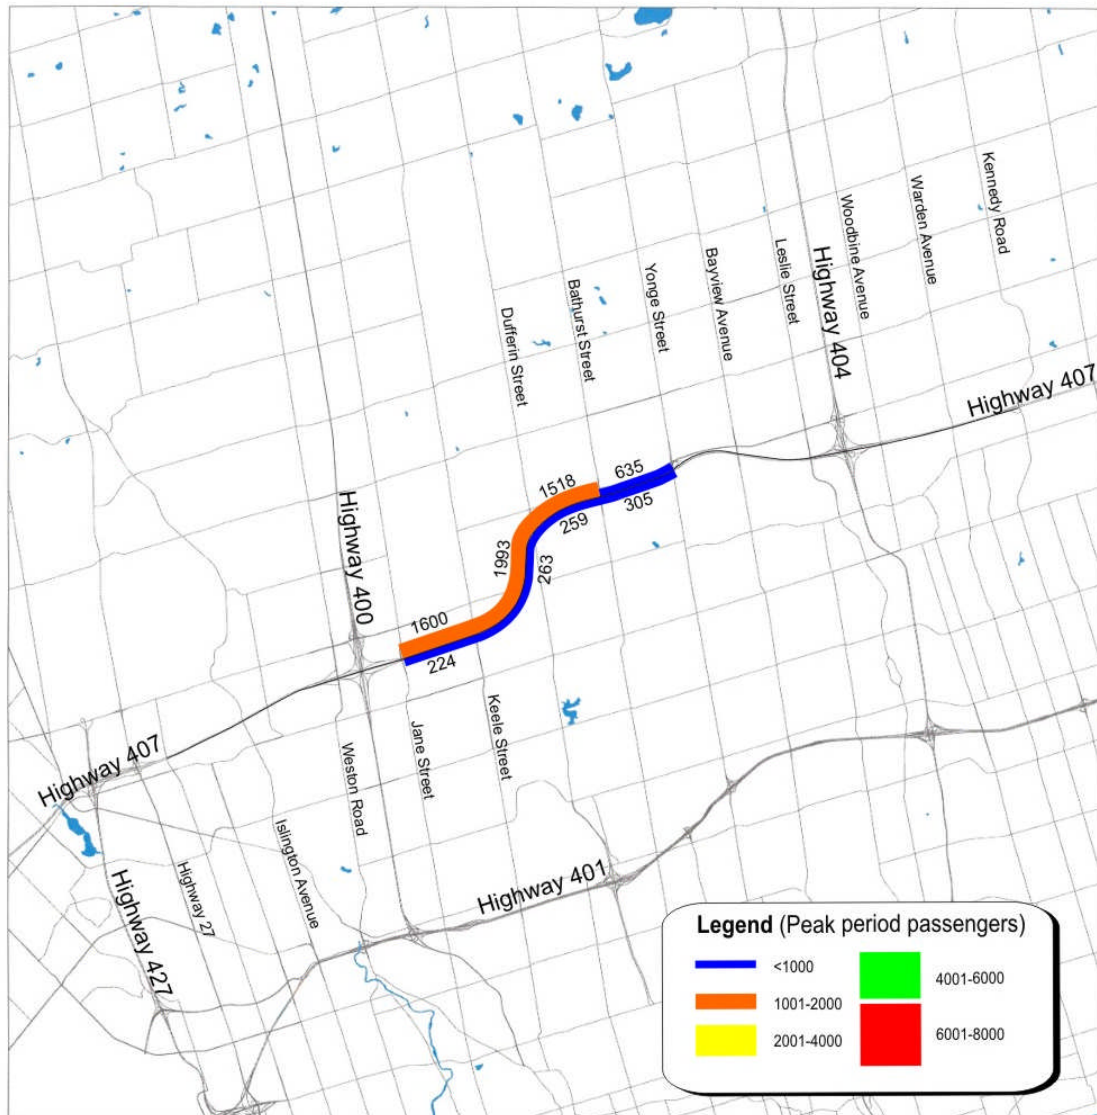 Kennedy Road
Warden Avenue
Woodbine Avenue
Leslie Street
Highway 404
Bayview Avenue
Yonge Street
Bathurst Street
Dufferin Street
Highway 407
635
305
1518
259
1993
263
Highway 400
1600
224
Keele Street
Jane Street
Weston Road
Highway 407
Islington Avenue
Highway 27
Highway 427
Highway 401
Legend (Peak period passengers)
<1000
4001-6000
1001-2000
6001-8000
2001-4000